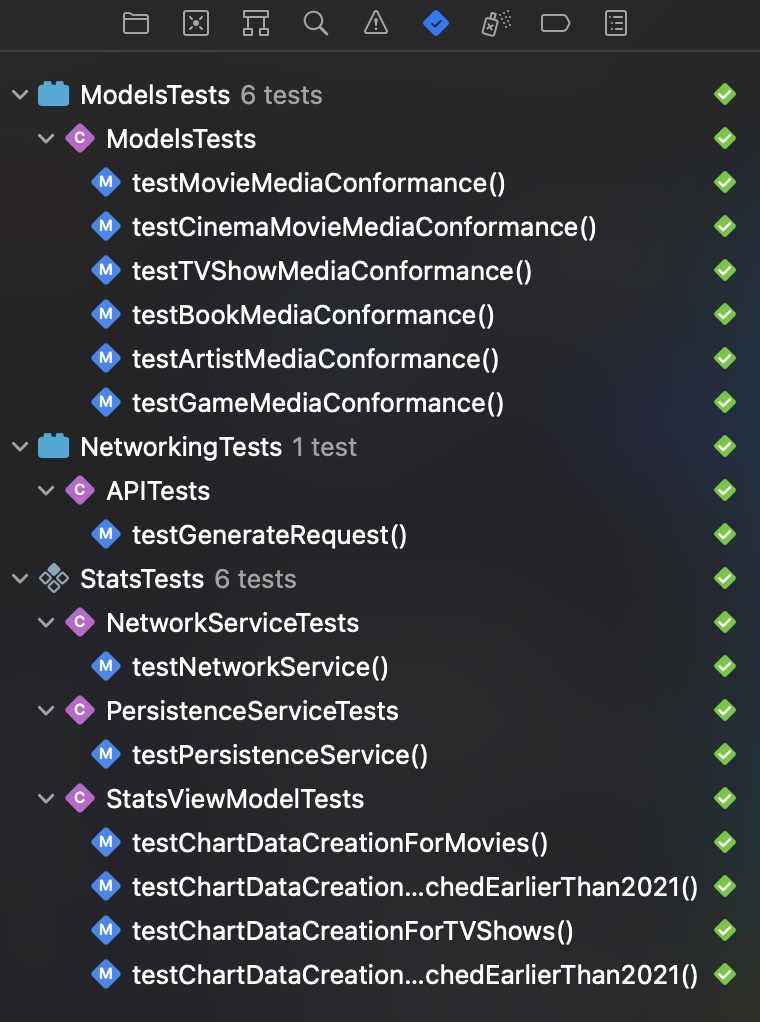 ModelsTests 6 tests
C ModelsTests
M testMovieMediaConformance()
M testCinemaMovieMediaConformance()
M testTVShowMediaConformance()
M testBookMediaConformance()
M testArtistMediaConformance()
M testGameMediaConformance()
NetworkingTests 1 test
C APITests
M testGenerateRequest()
StatsTests 6 tests
C NetworkServiceTests
M testNetworkService()
C PersistenceServiceTests
M testPersistenceService()
C StatsViewModelTests
M testChartDataCreationForMovies()
M testChartDataCreation...chedEarlierThan2021()
M testChartDataCreationForTVShows()
M testChartDataCreation...chedEarlierThan2021()